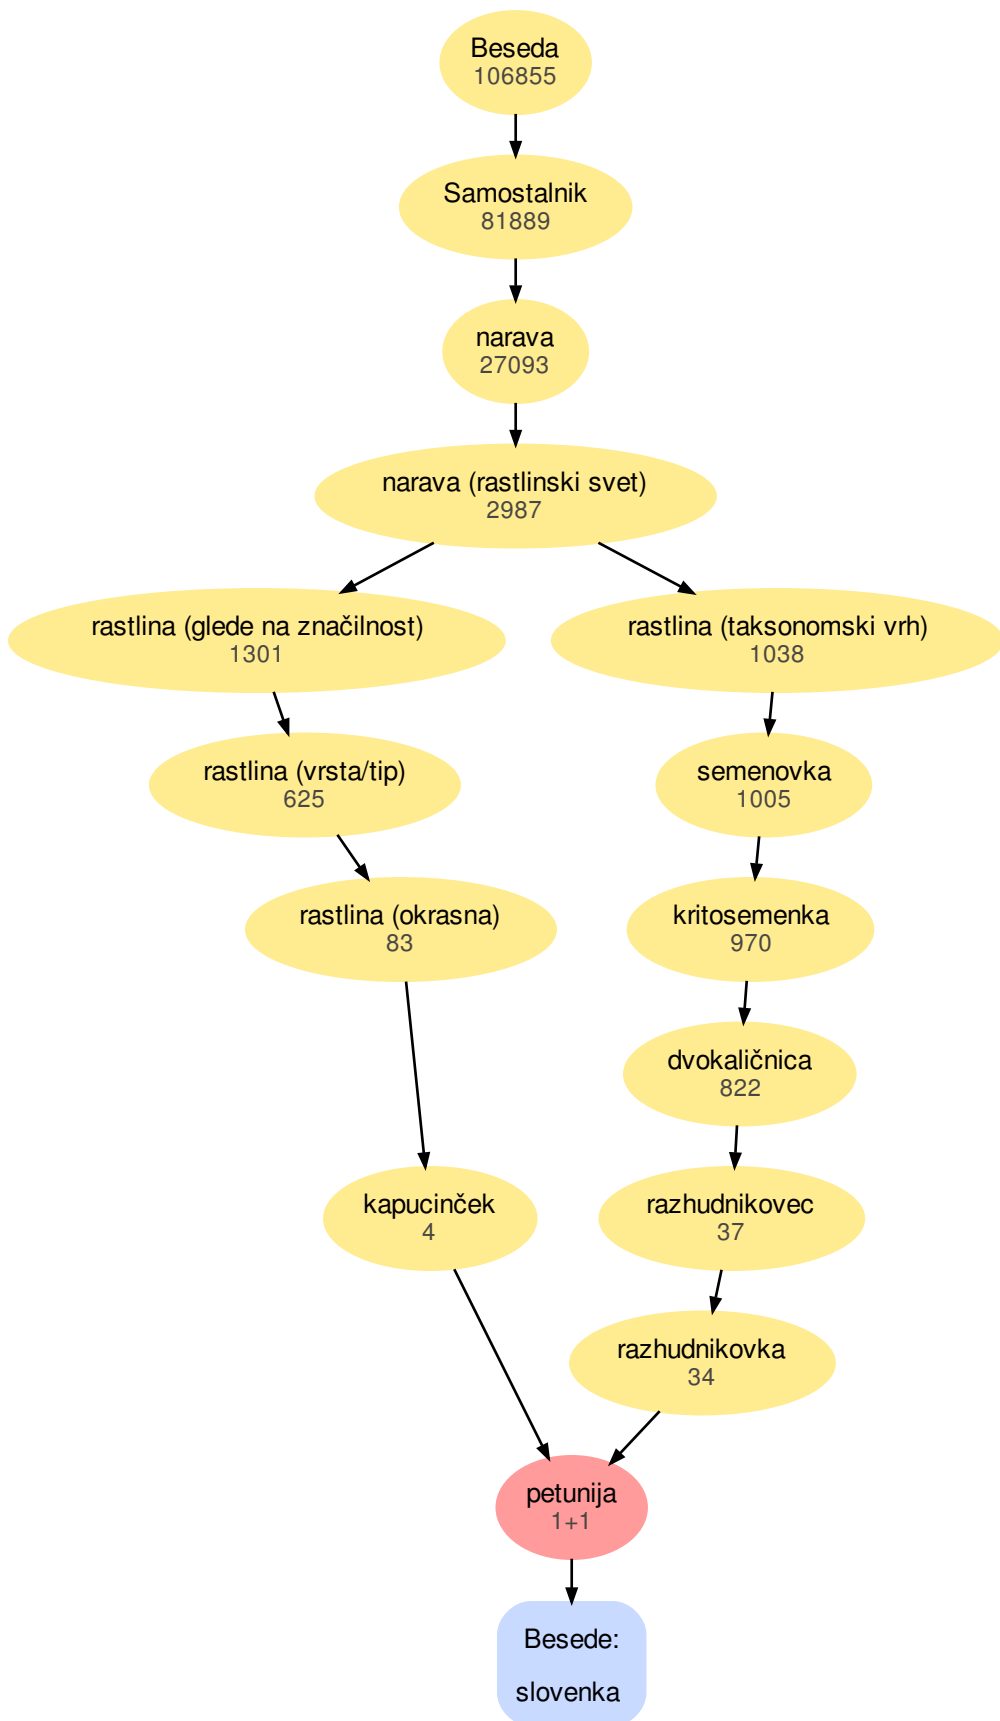 Beseda
106855
Samostalnik
81889
narava
27093
narava (rastlinski svet)
2987
rastlina (glede na značilnost)
1301
rastlina (taksonomski vrh)
1038
rastlina (vrsta/tip)
625
semenovka
1005
rastlina (okrasna)
83
kritosemenka
970
dvokaličnica
822
kapucinček
4
razhudnikovec
37
razhudnikovka
34
petunija
1+1
Besede:
slovenka